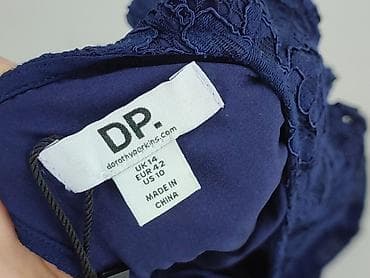 DP.
dorothyperkins.com
UK 14
EUR 42
US 10
MADE IN
CHINA